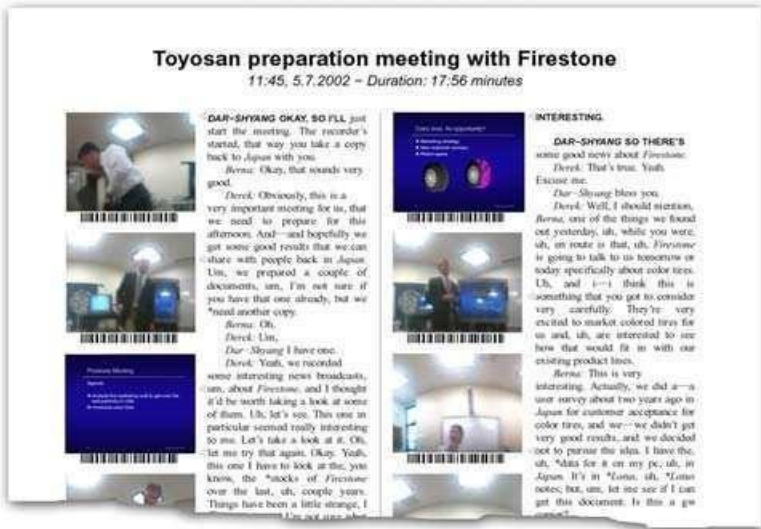 Toyosan preparation meeting with Firestone
11:45, 5.7.2002 – Duration: 17:56 minutes
DAR-SHYANG OKAY, SO I'LL just
start the meeting. The recorder's
started, that way you take a copy
back to Japan with you.
Berna: Okay, that sounds very
good.
Derek: Obviously, this is a
very important meeting for us, that
we need to prepare for this
afternoon. And—and hopefully we
get some good results that we can
share with people back in Japan.
Um, we prepared a couple of
documents, um, I'm not sure if
you have that one already, but we
*need another copy.
Berna: Oh.
Derek: Um,
Dar-Shyang I have one.
Derek: Yeah, we recorded
some interesting news broadcasts,
um, about Firestone, and I thought
it'd be worth taking a look at some
of them. Uh, let's see. This one in
particular seemed really interesting
to me. Let's take a look at it. Oh,
let me try that again. Okay. Yeah,
this one I have to look at the, you
know, the *stocks of Firestone
over the last, uh, couple years.
Things have been a little strange, I
I'm not sure what
INTERESTING.
DAR-SHYANG SO THERE'S
some good news about Firestone.
Derek: That's true. Yeah.
Excuse me.
Dar-Shyang bless you.
Derek: Well, I should mention,
Berna, one of the things we found
out yesterday, uh, while you were,
uh, en route is that, uh, Firestone
is going to talk to us tomorrow or
today specifically about color tires.
Uh, and i—i think this is
something that you got to consider
very carefully. They're very
excited to market colored tires for
us and, uh, are interested to see
how that would fit in with our
existing product lines.
Berna: This is very
interesting. Actually, we did a—a
user survey about two years ago in
Japan for customer acceptance for
color tires, and we—we didn't get
very good results, and we decided
not to pursue the idea. I have the,
uh, *data for it on my pc, uh, in
Japan. It's in *Lotus, *Lotus
notes; but, um, let me see if I can
get this document. Is this a gw
Firestone Meeting
Agenda